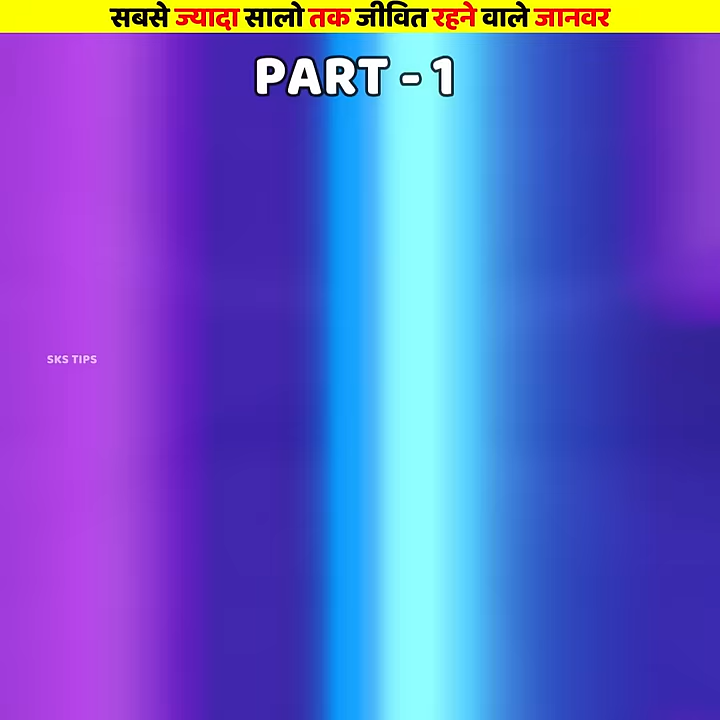 सबसे ज्यादा सालो तक जीवित रहने वाले जानवर
PART - 1
SKS TIPS